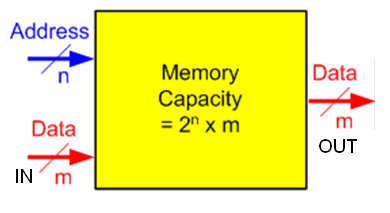 Address
n
Data
IN
m
Memory
Capacity
= 2ⁿ x m
Data
m
OUT